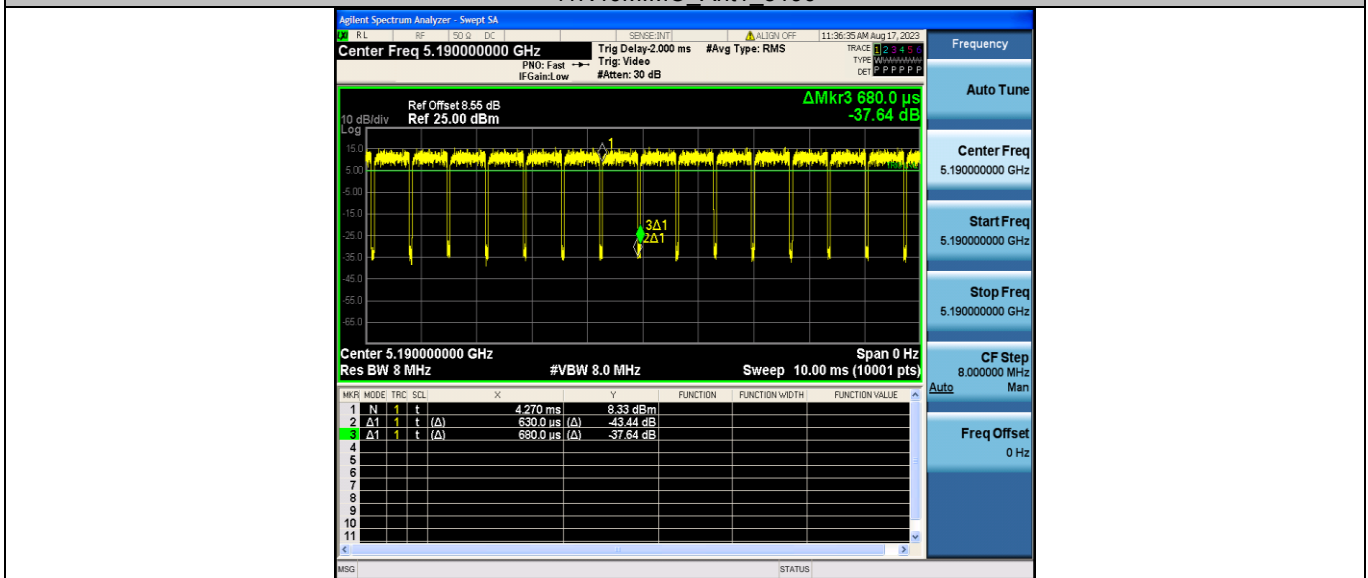 Agilent Spectrum Analyzer - Swept SA
RL RF 50 Ω DC SENSE:INT ALIGN OFF 11:36:35 AM Aug 17, 2023
Center Freq 5.190000000 GHz
PNO: Fast
IFGain:Low
Trig Delay-2.000 ms
Trig: Video
#Atten: 30 dB
#Avg Type: RMS
TRACE 1 2 3 4 5 6
TYPE
DET P P P P P P
Frequency
Auto Tune
Center Freq
5.190000000 GHz
Start Freq
5.190000000 GHz
Stop Freq
5.190000000 GHz
CF Step
8.000000 MHz
Auto Man
Freq Offset
0 Hz
ΔMkr3 680.0 µs
-37.64 dB
Ref Offset 8.55 dB
10 dB/div Ref 25.00 dBm
Log
15.0
5.00
-5.00
-15.0
-25.0
-35.0
-45.0
-55.0
-65.0
1
3Δ1
2Δ1
Center 5.190000000 GHz Span 0 Hz
Res BW 8 MHz #VBW 8.0 MHz Sweep 10.00 ms (10001 pts)
MKR MODE TRC SCL X Y FUNCTION FUNCTION WIDTH FUNCTION VALUE
1 N 1 t 4.270 ms 8.33 dBm
2 Δ1 1 t (Δ) 630.0 µs (Δ) -43.44 dB
3 Δ1 1 t (Δ) 680.0 µs (Δ) -37.64 dB
4
5
6
7
8
9
10
11
MSG STATUS